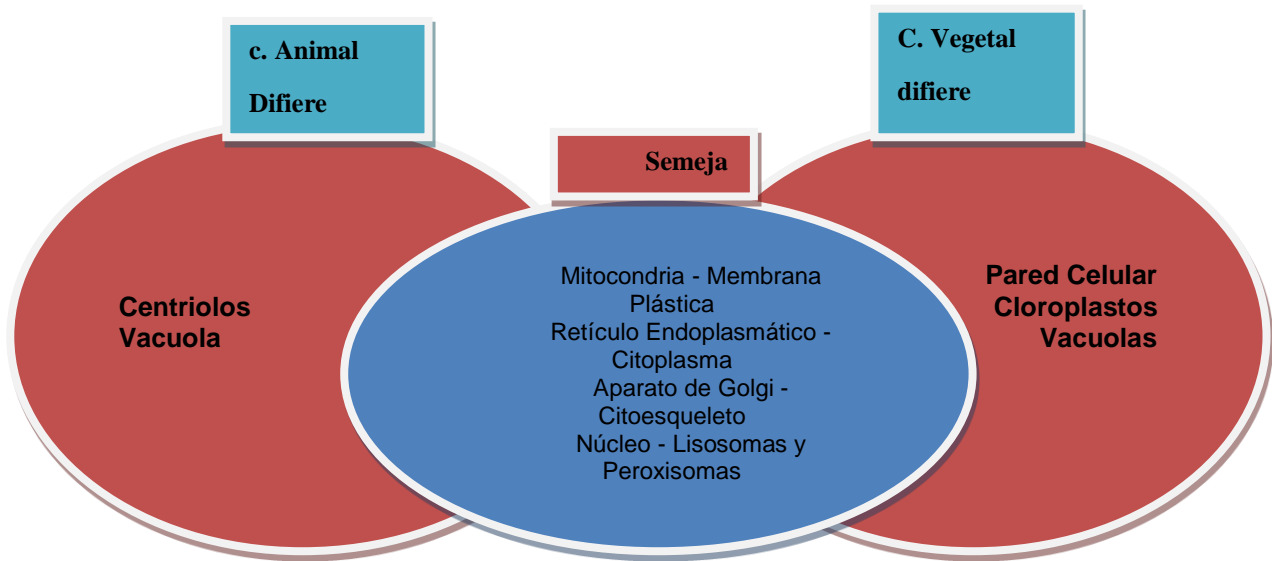 c. Animal
Difiere
C. Vegetal
difiere
Semeja
Centriolos
Vacuola
Mitocondria - Membrana
Plástica
Retículo Endoplasmático -
Citoplasma
Aparato de Golgi -
Citoesqueleto
Núcleo - Lisosomas y
Peroxisomas
Pared Celular
Cloroplastos
Vacuolas